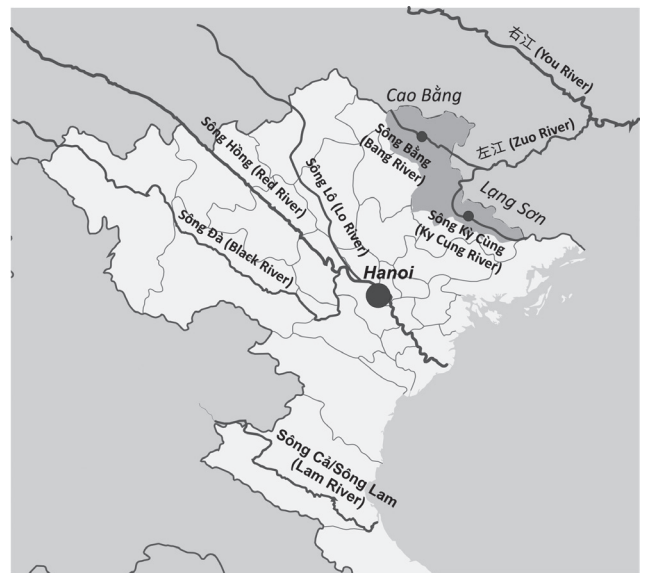 右江 (You River)
Cao Bằng
Sông Bằng
(Bang River)
左江 (Zuo River)
Sông Hồng (Red River)
Sông Lô (Lo River)
Lạng Sơn
Sông Kỳ Cùng
(Ky Cung River)
Sông Đà (Black River)
Hanoi
Sông Cả/Sông Lam
(Lam River)